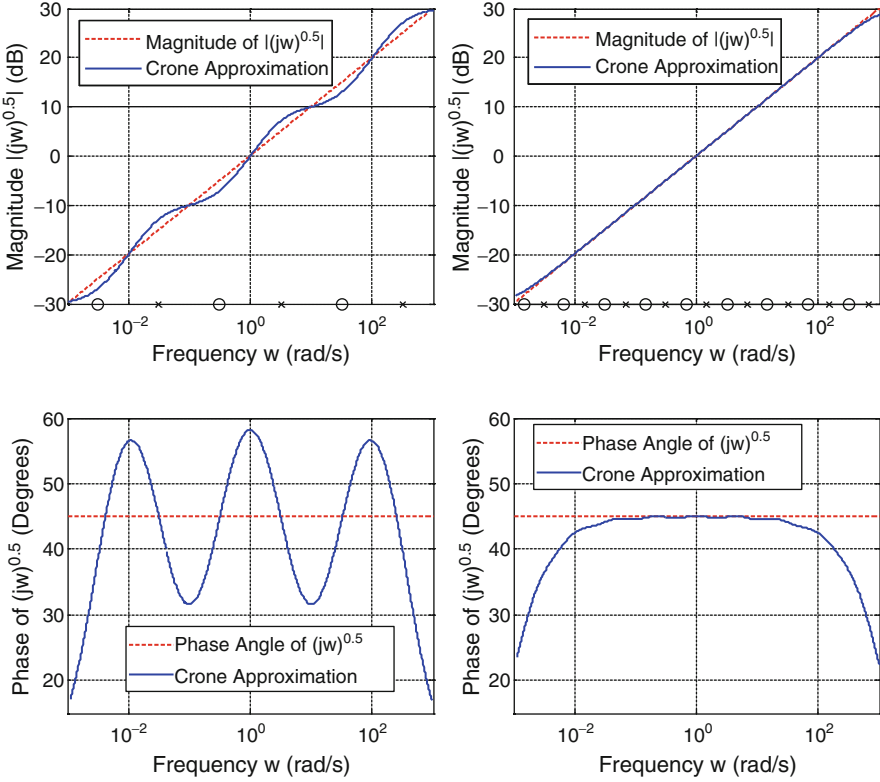 30
20
10
0
−10
−20
−30
Magnitude |(jw)^0.5| (dB)
Magnitude of |(jw)^0.5|
Crone Approximation
10^−2
10^0
10^2
Frequency w (rad/s)
30
20
10
0
−10
−20
−30
Magnitude |(jw)^0.5| (dB)
Magnitude of |(jw)^0.5|
Crone Approximation
10^−2
10^0
10^2
Frequency w (rad/s)
60
50
40
30
20
Phase of (jw)^0.5 (Degrees)
Phase Angle of (jw)^0.5
Crone Approximation
10^−2
10^0
10^2
Frequency w (rad/s)
60
50
40
30
20
Phase of (jw)^0.5 (Degrees)
Phase Angle of (jw)^0.5
Crone Approximation
10^−2
10^0
10^2
Frequency w (rad/s)